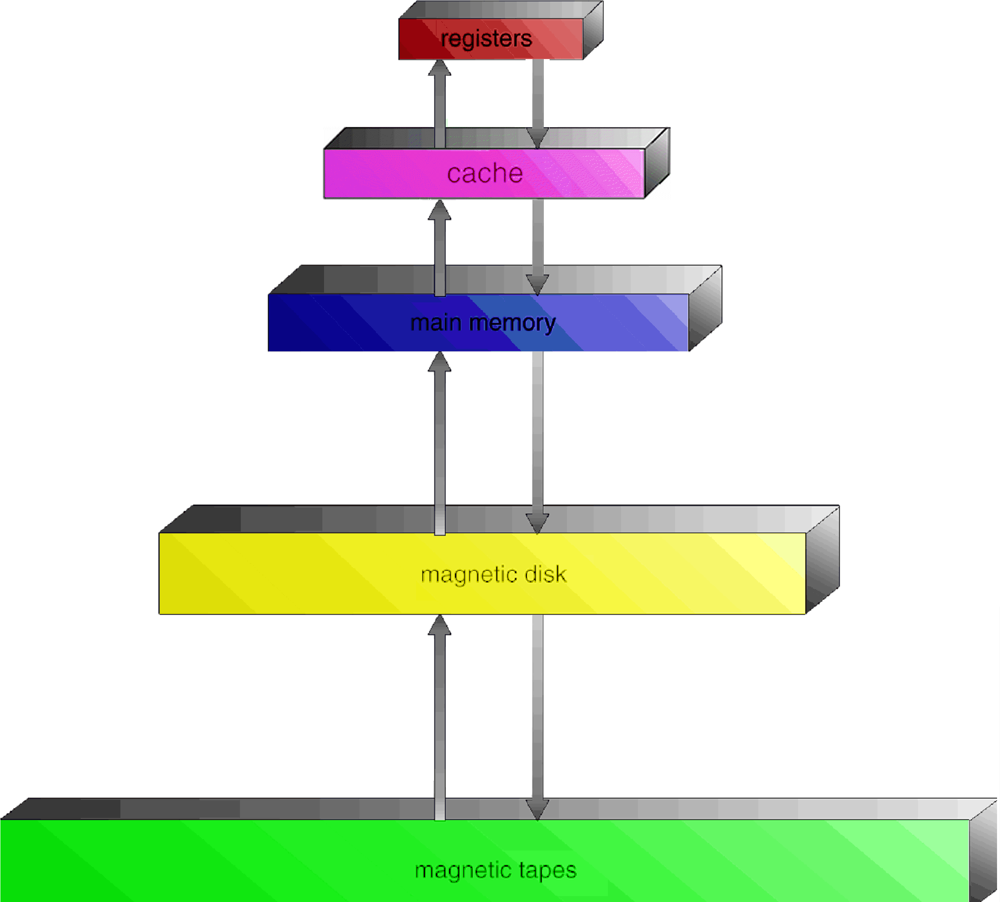 registers
cache
main memory
magnetic disk
magnetic tapes